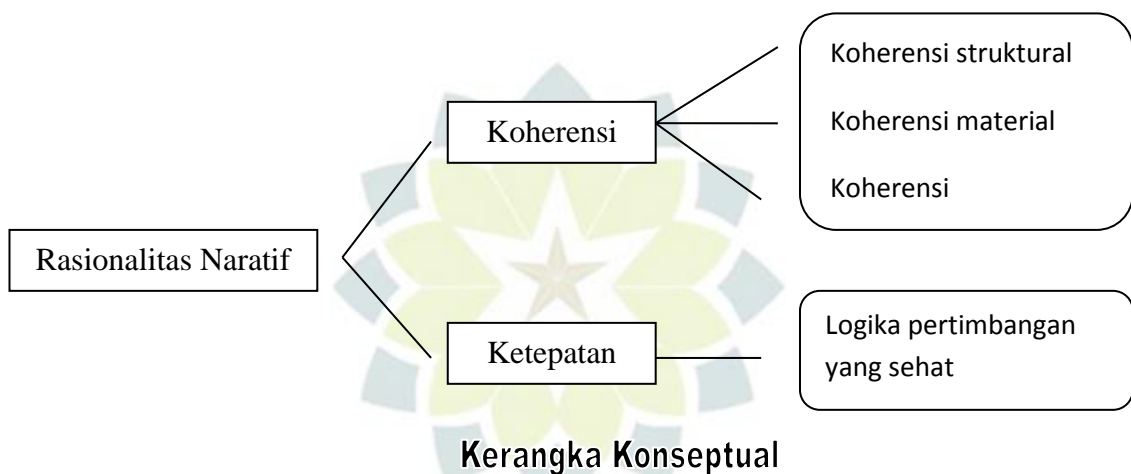 Rasionalitas Naratif
Koherensi
Koherensi struktural
Koherensi material
Koherensi
Ketepatan
Logika pertimbangan
yang sehat
Kerangka Konseptual